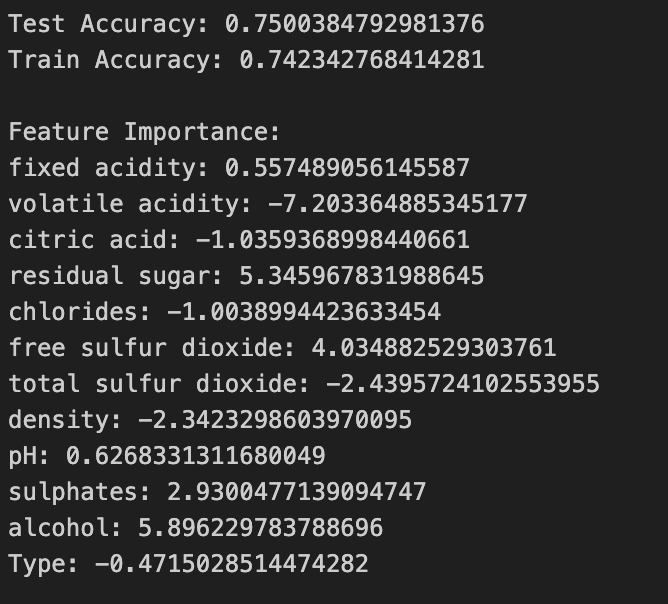 Test Accuracy: 0.7500384792981376
Train Accuracy: 0.742342768414281
Feature Importance:
fixed acidity: 0.557489056145587
volatile acidity: -7.203364885345177
citric acid: -1.0359368998440661
residual sugar: 5.345967831988645
chlorides: -1.0038994423633454
free sulfur dioxide: 4.034882529303761
total sulfur dioxide: -2.4395724102553955
density: -2.3423298603970095
pH: 0.6268331311680049
sulphates: 2.9300477139094747
alcohol: 5.896229783788696
Type: -0.4715028514474282